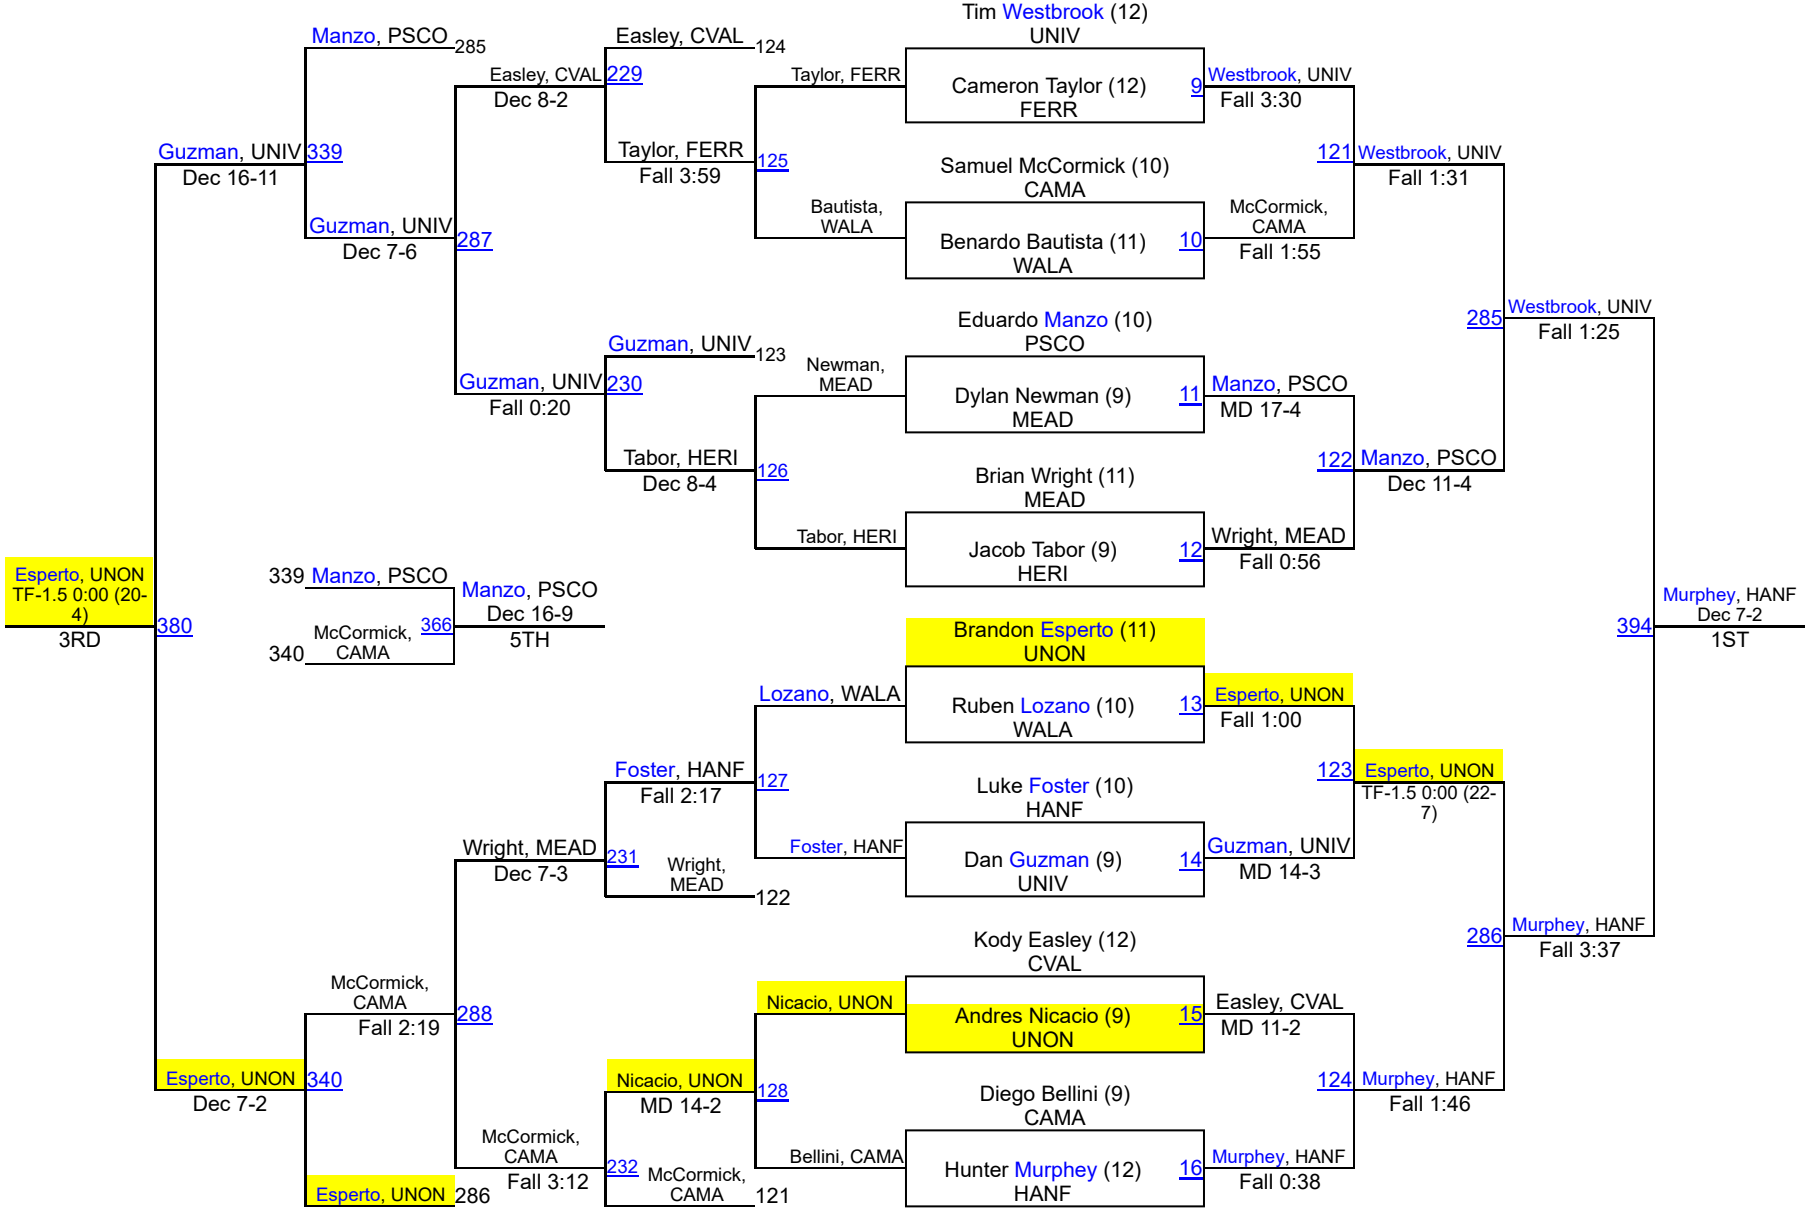 Tim Westbrook (12)
UNIV
Manzo, PSCO
285
Easley, CVAL
124
Easley, CVAL
229
Dec 8-2
Taylor, FERR
Cameron Taylor (12)
FERR
9
Westbrook, UNIV
Fall 3:30
Guzman, UNIV
339
Dec 16-11
Taylor, FERR
125
Fall 3:59
Samuel McCormick (10)
CAMA
121
Westbrook, UNIV
Fall 1:31
Guzman, UNIV
287
Dec 7-6
Bautista,
WALA
Benardo Bautista (11)
WALA
10
McCormick,
CAMA
Fall 1:55
Eduardo Manzo (10)
PSCO
285
Westbrook, UNIV
Fall 1:25
Guzman, UNIV
123
Guzman, UNIV
230
Fall 0:20
Newman,
MEAD
Dylan Newman (9)
MEAD
11
Manzo, PSCO
MD 17-4
Tabor, HERI
126
Dec 8-4
Brian Wright (11)
MEAD
122
Manzo, PSCO
Dec 11-4
Tabor, HERI
Jacob Tabor (9)
HERI
12
Wright, MEAD
Fall 0:56
Esperto, UNON
TF-1.5 0:00 (20-
4)
380
3RD
339
Manzo, PSCO
Manzo, PSCO
Dec 16-9
366
5TH
McCormick,
CAMA
340
Brandon Esperto (11)
UNON
394
Murphey, HANF
Dec 7-2
1ST
Lozano, WALA
Ruben Lozano (10)
WALA
13
Esperto, UNON
Fall 1:00
Foster, HANF
127
Fall 2:17
Luke Foster (10)
HANF
123
Esperto, UNON
TF-1.5 0:00 (22-
7)
Wright, MEAD
231
Dec 7-3
Wright,
MEAD
122
Foster, HANF
Dan Guzman (9)
UNIV
14
Guzman, UNIV
MD 14-3
Kody Easley (12)
CVAL
286
Murphey, HANF
Fall 3:37
McCormick,
CAMA
288
Fall 2:19
Nicacio, UNON
Andres Nicacio (9)
UNON
15
Easley, CVAL
MD 11-2
Esperto, UNON
340
Dec 7-2
Nicacio, UNON
128
MD 14-2
Diego Bellini (9)
CAMA
124
Murphey, HANF
Fall 1:46
McCormick,
CAMA
232
Fall 3:12
McCormick,
CAMA
121
Bellini, CAMA
Hunter Murphey (12)
HANF
16
Murphey, HANF
Fall 0:38
Esperto, UNON
286